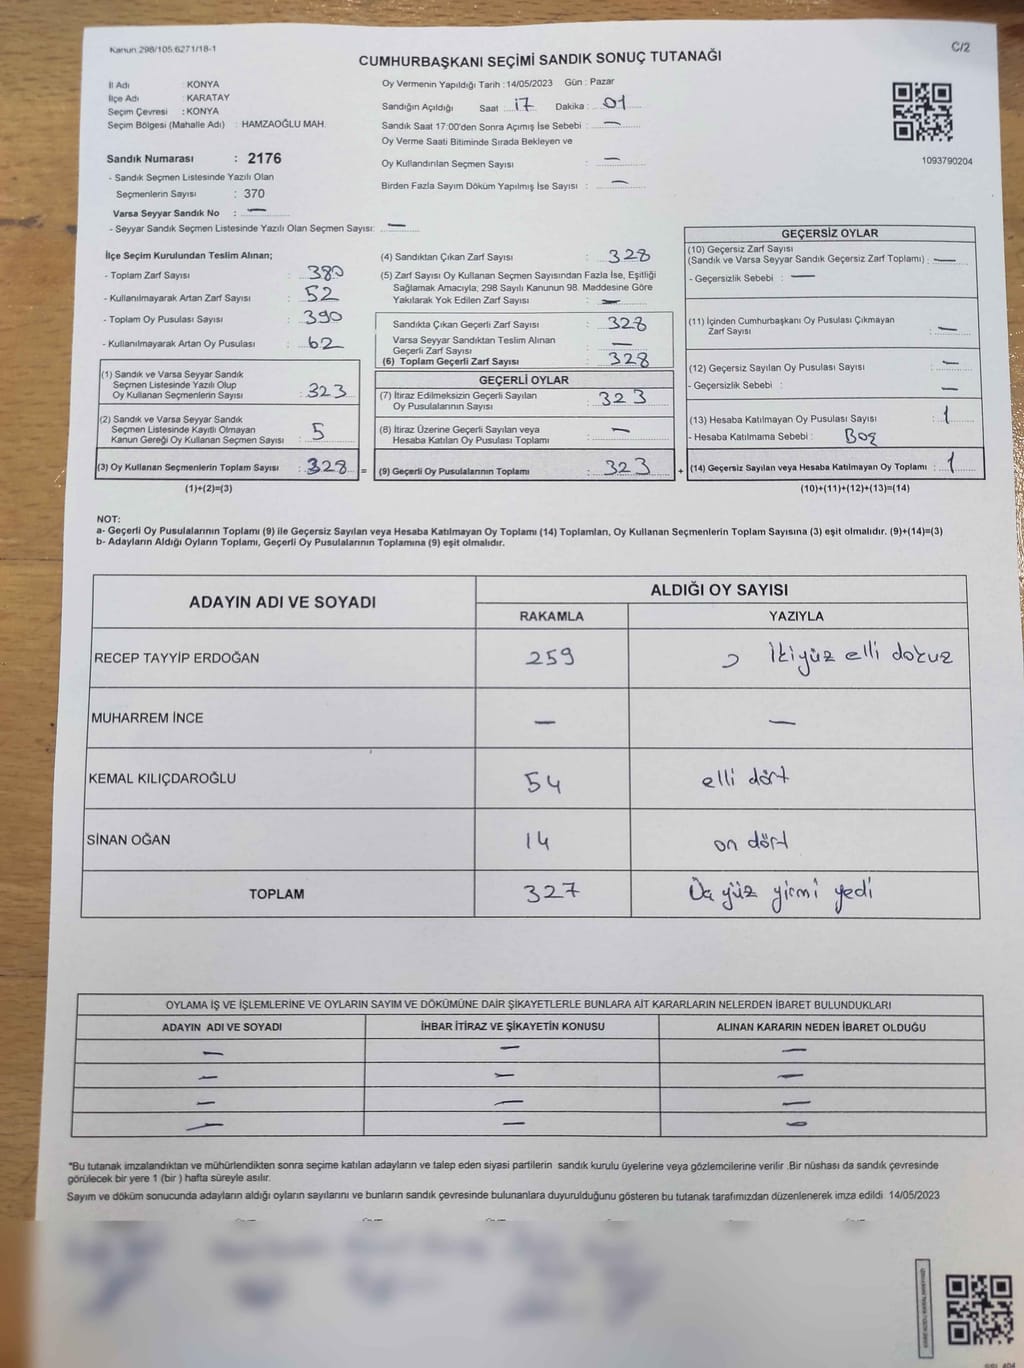 Kanun 298/105 6271/18-1
C/2
CUMHURBAŞKANI SEÇİMİ SANDIK SONUÇ TUTANAĞI
İl Adı : KONYA
İlçe Adı : KARATAY
Seçim Çevresi : KONYA
Seçim Bölgesi (Mahalle Adı) : HAMZAOĞLU MAH.
Oy Vermenin Yapıldığı Tarih : 14/05/2023 Gün : Pazar
Sandığın Açıldığı Saat : 17 Dakika : 01
Sandık Saat 17:00'den Sonra Açımış İse Sebebi : —
Oy Verme Saati Bitiminde Sırada Bekleyen ve
Oy Kullandırılan Seçmen Sayısı : —
Birden Fazla Sayım Döküm Yapılmış İse Sayısı : —
1093790204
Sandık Numarası : 2176
- Sandık Seçmen Listesinde Yazılı Olan
Seçmenlerin Sayısı : 370
Varsa Seyyar Sandık No : —
- Seyyar Sandık Seçmen Listesinde Yazılı Olan Seçmen Sayısı: —
İlçe Seçim Kurulundan Teslim Alınan;
- Toplam Zarf Sayısı : 380
- Kullanılmayarak Artan Zarf Sayısı : 52
- Toplam Oy Pusulası Sayısı : 390
- Kullanılmayarak Artan Oy Pusulası : 62
(1) Sandık ve Varsa Seyyar Sandık
Seçmen Listesinde Yazılı Olup
Oy Kullanan Seçmenlerin Sayısı : 323
(2) Sandık ve Varsa Seyyar Sandık
Seçmen Listesinde Kayıtlı Olmayan
Kanun Gereği Oy Kullanan Seçmen Sayısı : 5
(3) Oy Kullanan Seçmenlerin Toplam Sayısı : 328 =
(1)+(2)=(3)
(4) Sandıktan Çıkan Zarf Sayısı : 328
(5) Zarf Sayısı Oy Kullanan Seçmen Sayısından Fazla İse, Eşitliği
Sağlamak Amacıyla; 298 Sayılı Kanunun 98. Maddesine Göre
Yakılarak Yok Edilen Zarf Sayısı : —
Sandıkta Çıkan Geçerli Zarf Sayısı : 328
Varsa Seyyar Sandıktan Teslim Alınan
Geçerli Zarf Sayısı : —
(6) Toplam Geçerli Zarf Sayısı : 328
GEÇERLİ OYLAR
(7) İtiraz Edilmeksizin Geçerli Sayılan
Oy Pusulalarının Sayısı : 323
(8) İtiraz Üzerine Geçerli Sayılan veya
Hesaba Katılan Oy Pusulası Toplamı : —
(9) Geçerli Oy Pusulalarının Toplamı : 323 +
GEÇERSİZ OYLAR
(10) Geçersiz Zarf Sayısı
(Sandık ve Varsa Seyyar Sandık Geçersiz Zarf Toplamı) : —
- Geçersizlik Sebebi : —
(11) İçinden Cumhurbaşkanı Oy Pusulası Çıkmayan
Zarf Sayısı : —
(12) Geçersiz Sayılan Oy Pusulası Sayısı : —
- Geçersizlik Sebebi : —
(13) Hesaba Katılmayan Oy Pusulası Sayısı : 1
- Hesaba Katılmama Sebebi : Boş
(14) Geçersiz Sayılan veya Hesaba Katılmayan Oy Toplamı : 1
(10)+(11)+(12)+(13)=(14)
NOT:
a- Geçerli Oy Pusulalarının Toplamı (9) ile Geçersiz Sayılan veya Hesaba Katılmayan Oy Toplamı (14) Toplamları, Oy Kullanan Seçmenlerin Toplam Sayısına (3) eşit olmalıdır. (9)+(14)=(3)
b- Adayların Aldığı Oyların Toplamı, Geçerli Oy Pusulalarının Toplamına (9) eşit olmalıdır.
ADAYIN ADI VE SOYADI
ALDIĞI OY SAYISI
RAKAMLA YAZIYLA
RECEP TAYYİP ERDOĞAN 259 İkiyüz elli dokuz
MUHARREM İNCE — —
KEMAL KILIÇDAROĞLU 54 elli dört
SİNAN OĞAN 14 on dört
TOPLAM 327 Üç yüz yirmi yedi
OYLAMA İŞ VE İŞLEMLERİNE VE OYLARIN SAYIM VE DÖKÜMÜNE DAİR ŞİKAYETLERLE BUNLARA AİT KARARLARIN NELERDEN İBARET BULUNDUKLARI
ADAYIN ADI VE SOYADI İHBAR İTİRAZ VE ŞİKAYETİN KONUSU ALINAN KARARIN NEDEN İBARET OLDUĞU
— — —
— — —
— — —
— — —
*Bu tutanak imzalandıktan ve mühürlendikten sonra seçime katılan adayların ve talep eden siyasi partilerin sandık kurulu üyelerine veya gözlemcilerine verilir .Bir nüshası da sandık çevresinde
görülecek bir yere 1 (bir ) hafta süreyle asılır.
Sayım ve döküm sonucunda adayların aldığı oyların sayılarını ve bunların sandık çevresinde bulunanlara duyurulduğunu gösteren bu tutanak tarafımızdan düzenlenerek imza edildi 14/05/2023